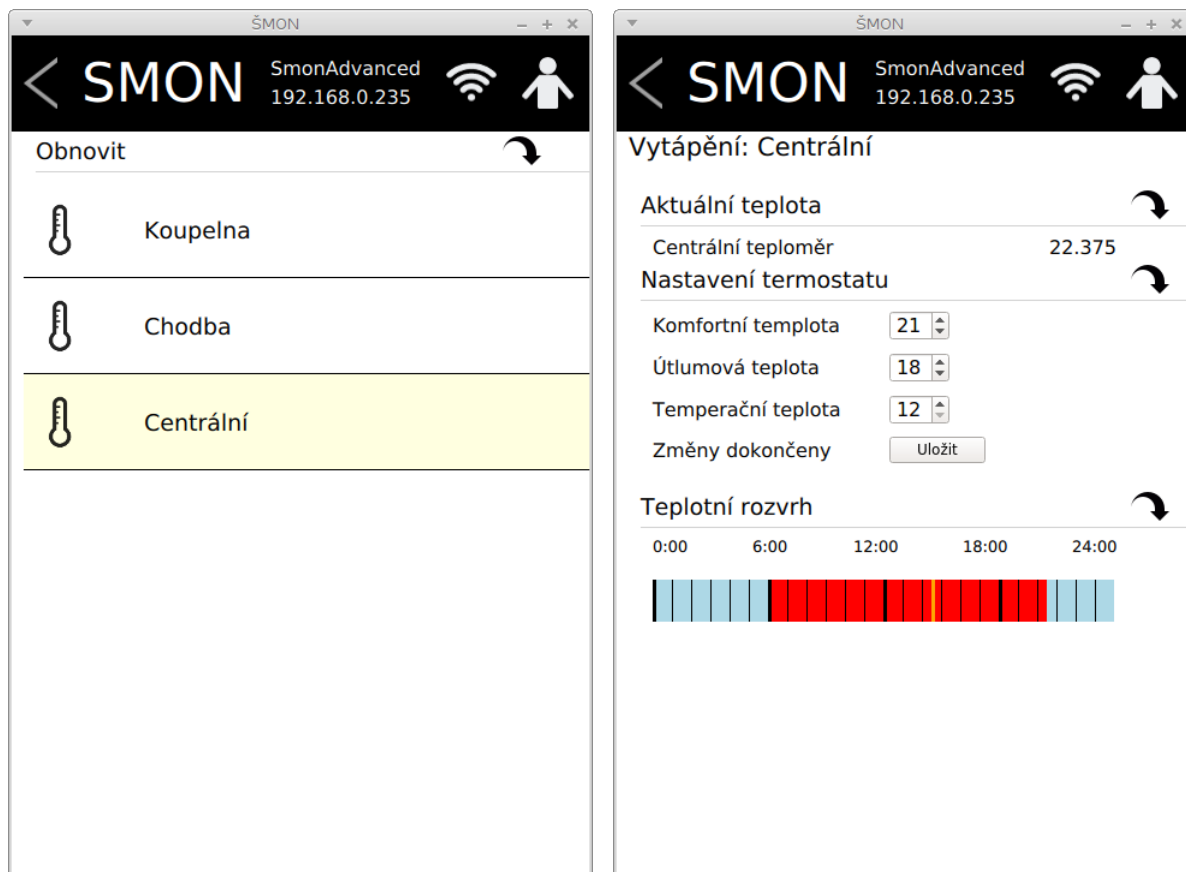 ŠMON
SMON
SmonAdvanced
192.168.0.235
Obnovit
Koupelna
Chodba
Centrální
ŠMON
SMON
SmonAdvanced
192.168.0.235
Vytápění: Centrální
Aktuální teplota
Centrální teploměr 22.375
Nastavení termostatu
Komfortní templota 21
Útlumová teplota 18
Temperační teplota 12
Změny dokončeny Uložit
Teplotní rozvrh
0:00 6:00 12:00 18:00 24:00